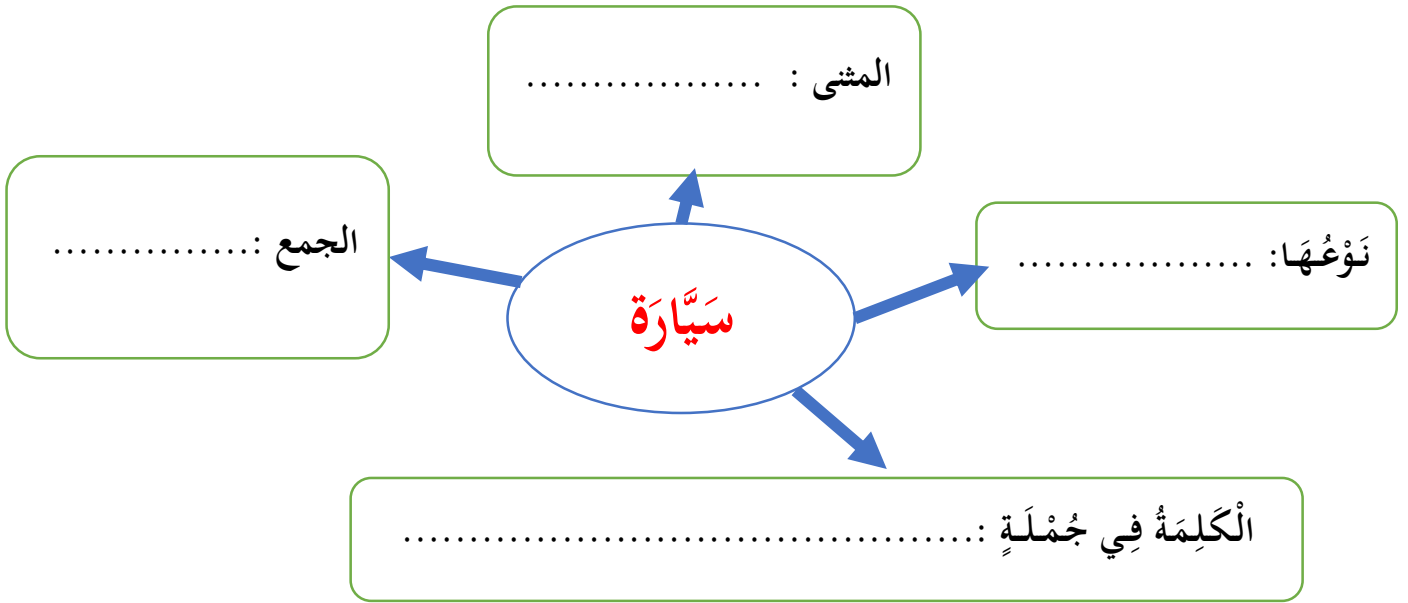 المثنى : ..................
نَوْعُهَا: ..................
الجمع :...............
سَيَّارَة
الْكَلِمَةُ فِي جُمْلَةٍ :...........................................